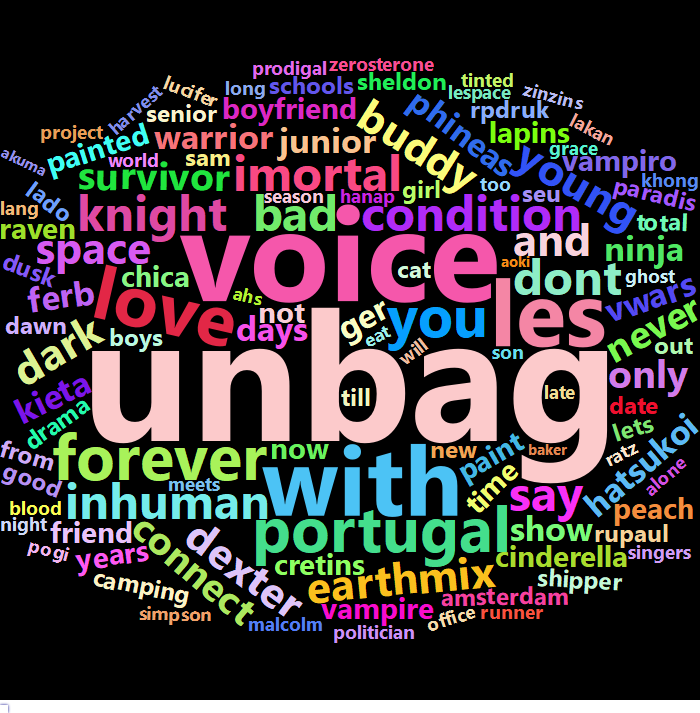 prodigal zerosterone
lucifer long schools sheldon tinted
lespace zinzins
harvest senior boyfriend buddy phineas rpdruk lakan
project painted warrior junior lapins grace
akuma world sam imortal young vampiro khong
survivor season hanap girl too seu paradis
lado knight bad condition total
lang raven space voice and ninja
dusk chica cat dont aoki ghost
ferb love ahs not ger you les vwars
dawn boys days eat will son never out
dark unbag only
kieta till late date
drama hatsukoi lets
from forever now with new paint baker ratz alone
good inhuman meets time say peach
blood
night friend connect dexter portugal show rupaul
pogi years cretins cinderella singers
camping earthmix shipper
simpson vampire amsterdam
malcolm office runner
politician